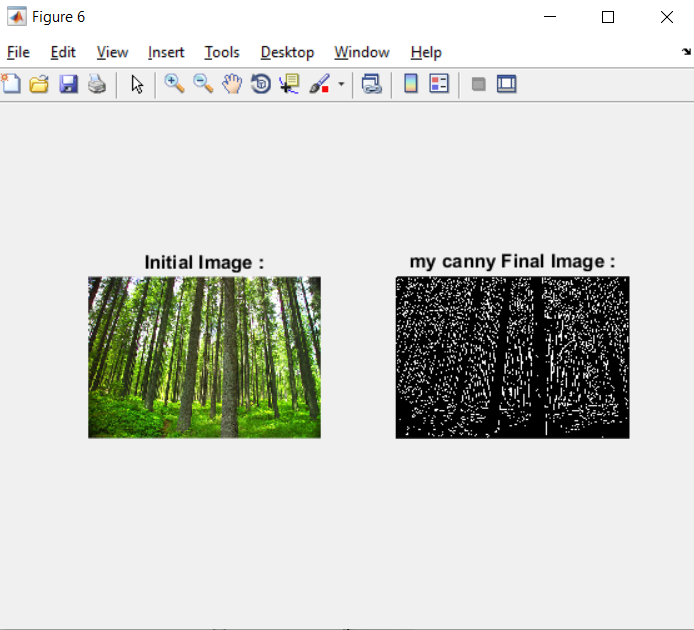 Figure 6
File Edit View Insert Tools Desktop Window Help
Initial Image :
my canny Final Image :